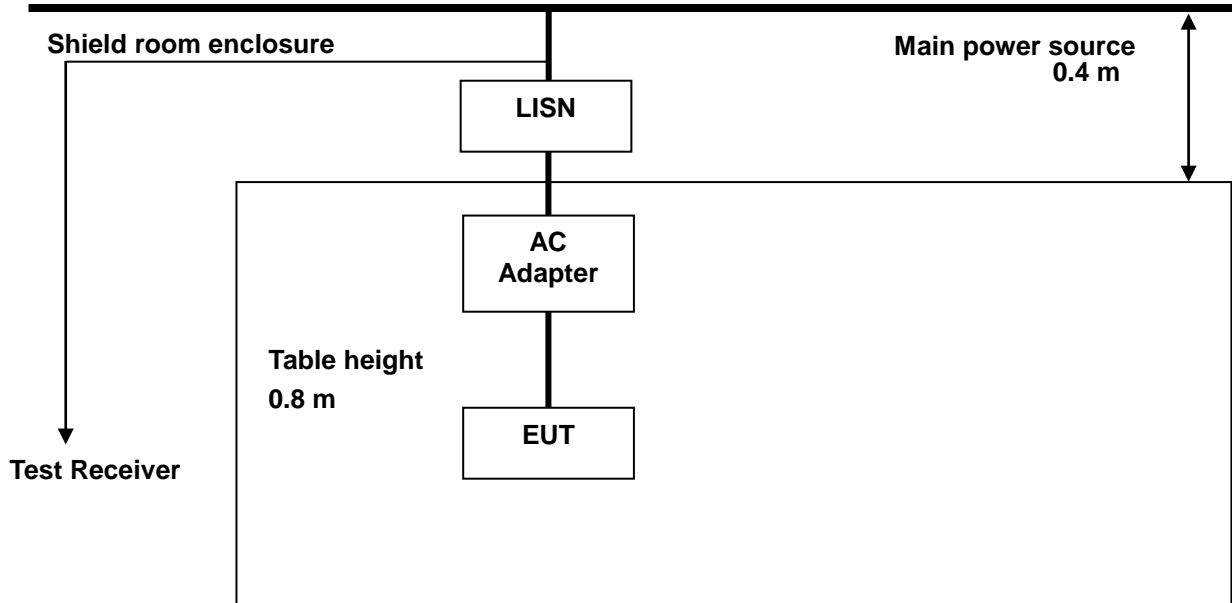 Shield room enclosure
Main power source
0.4 m
LISN
AC
Adapter
Table height
0.8 m
EUT
Test Receiver